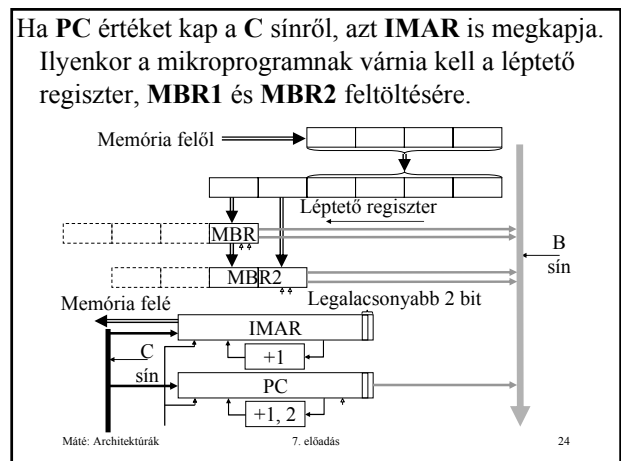 Ha PC értéket kap a C sínről, azt IMAR is megkapja.
Ilyenkor a mikroprogramnak várnia kell a léptető
regiszter, MBR1 és MBR2 feltöltésére.
Memória felől
Léptető regiszter
MBR
B
sín
MBR2
Memória felé
Legalacsonyabb 2 bit
IMAR
C
sín
+1
PC
+1, 2
Máté: Architektúrák
7. előadás
24